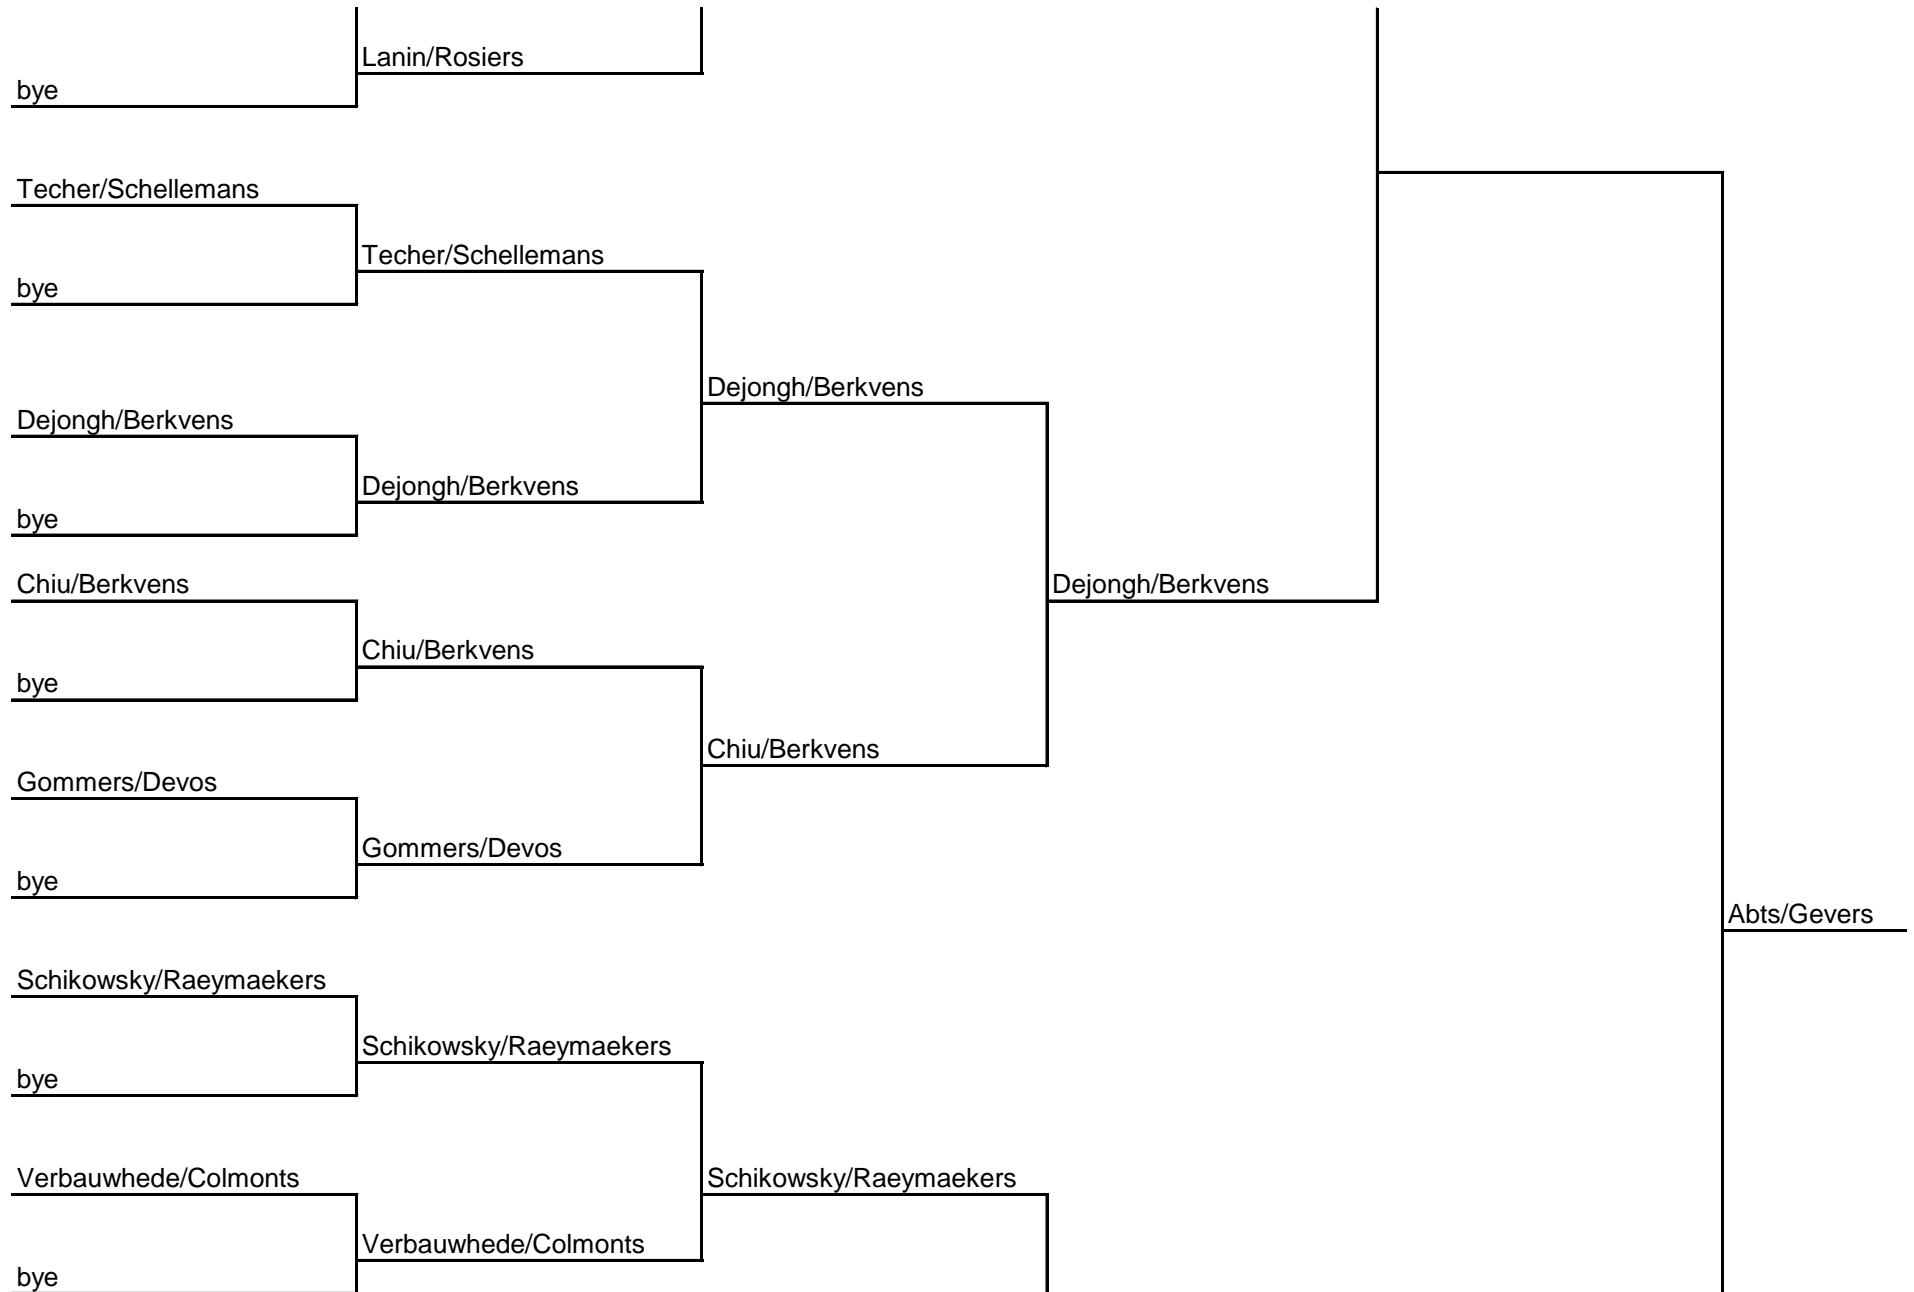 Lanin/Rosiers
bye
Techer/Schellemans
Techer/Schellemans
bye
Dejongh/Berkvens
Dejongh/Berkvens
Dejongh/Berkvens
bye
Chiu/Berkvens
Dejongh/Berkvens
Chiu/Berkvens
bye
Chiu/Berkvens
Gommers/Devos
Gommers/Devos
bye
Abts/Gevers
Schikowsky/Raeymaekers
Schikowsky/Raeymaekers
bye
Verbauwhede/Colmonts
Schikowsky/Raeymaekers
Verbauwhede/Colmonts
bye